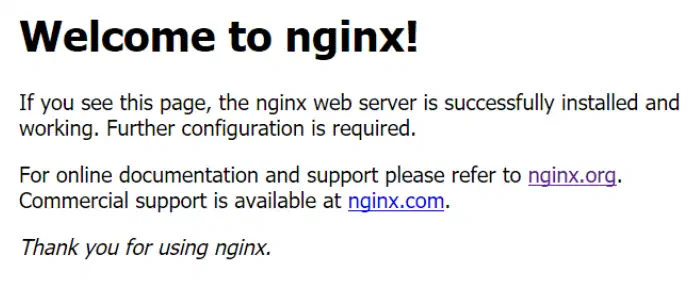 Welcome to nginx!
If you see this page, the nginx web server is successfully installed and
working. Further configuration is required.
For online documentation and support please refer to nginx.org.
Commercial support is available at nginx.com.
Thank you for using nginx.